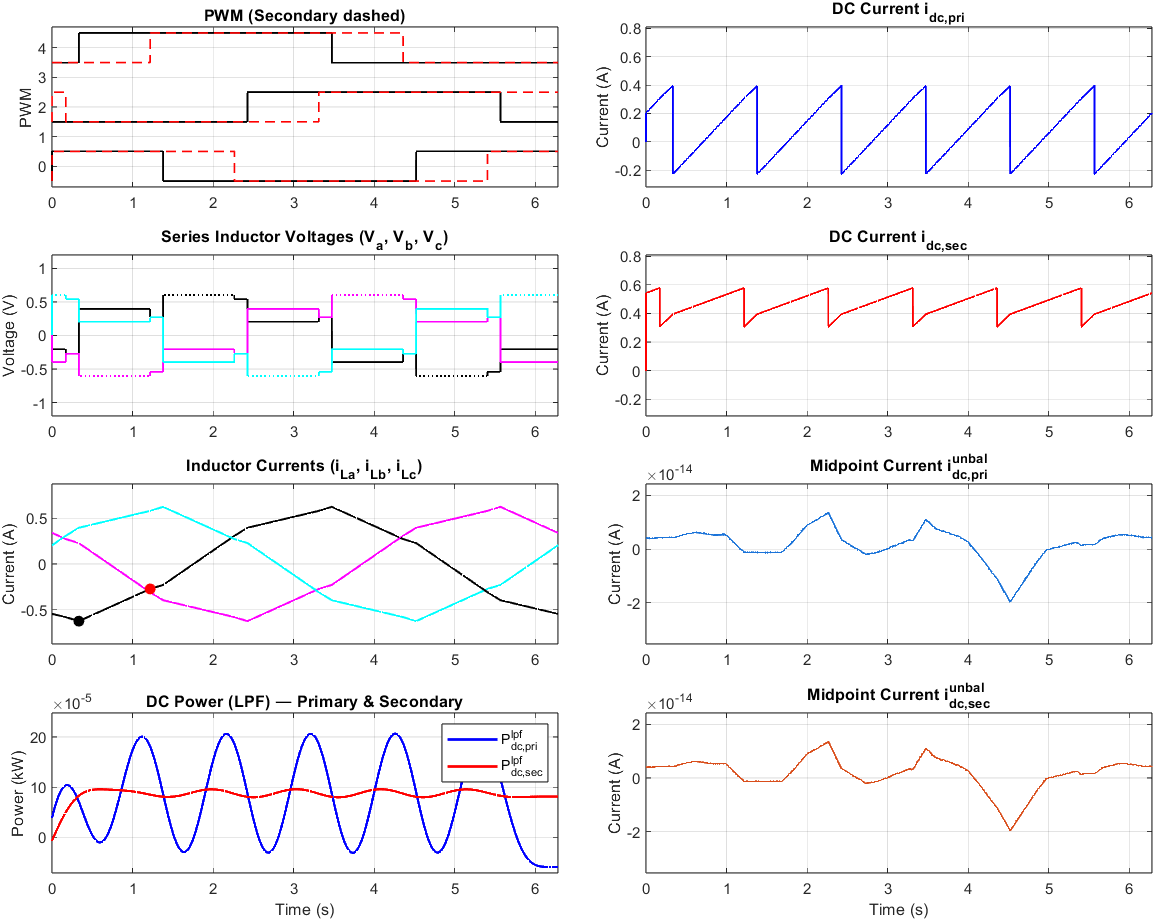 PWM (Secondary dashed)
PWM
4
3
2
1
0
0 1 2 3 4 5 6
DC Current i_dc,pri
Current (A)
0.8
0.6
0.4
0.2
0
-0.2
0 1 2 3 4 5 6
Series Inductor Voltages (V_a, V_b, V_c)
Voltage (V)
1
0.5
0
-0.5
-1
0 1 2 3 4 5 6
DC Current i_dc,sec
Current (A)
0.8
0.6
0.4
0.2
0
-0.2
0 1 2 3 4 5 6
Inductor Currents (i_La, i_Lb, i_Lc)
Current (A)
0.5
0
-0.5
0 1 2 3 4 5 6
Midpoint Current i_dc,pri^unbal
×10^-14
Current (A)
2
0
-2
0 1 2 3 4 5 6
DC Power (LPF) — Primary & Secondary
×10^-5
Power (kW)
20
10
0
P_dc,pri^lpf
P_dc,sec^lpf
0 1 2 3 4 5 6
Time (s)
Midpoint Current i_dc,sec^unbal
×10^-14
Current (A)
2
0
-2
0 1 2 3 4 5 6
Time (s)